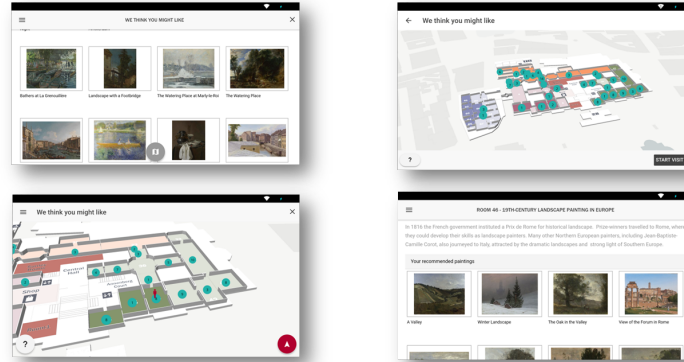 WE THINK YOU MIGHT LIKE
Bathers at La Grenouillère
Landscape with a Footbridge
The Watering Place at Marly-le-Roi
The Watering Place
We think you might like
?
START VISIT
We think you might like
Central
Hall
Shop
?
ROOM 40 - 19TH-CENTURY LANDSCAPE PAINTING IN EUROPE
In 1816 the French government instituted a Prix de Rome for historical landscape. Prize-winners travelled to Rome, where
they could develop their skills as landscape painters. Many other Northern European painters, including Jean-Baptiste-
Camille Corot, also journeyed to Italy, attracted by the dramatic landscapes and strong light of Southern Europe.
Your recommended paintings
A Valley
Winter Landscape
The Oak in the Valley
View of the Forum in Rome